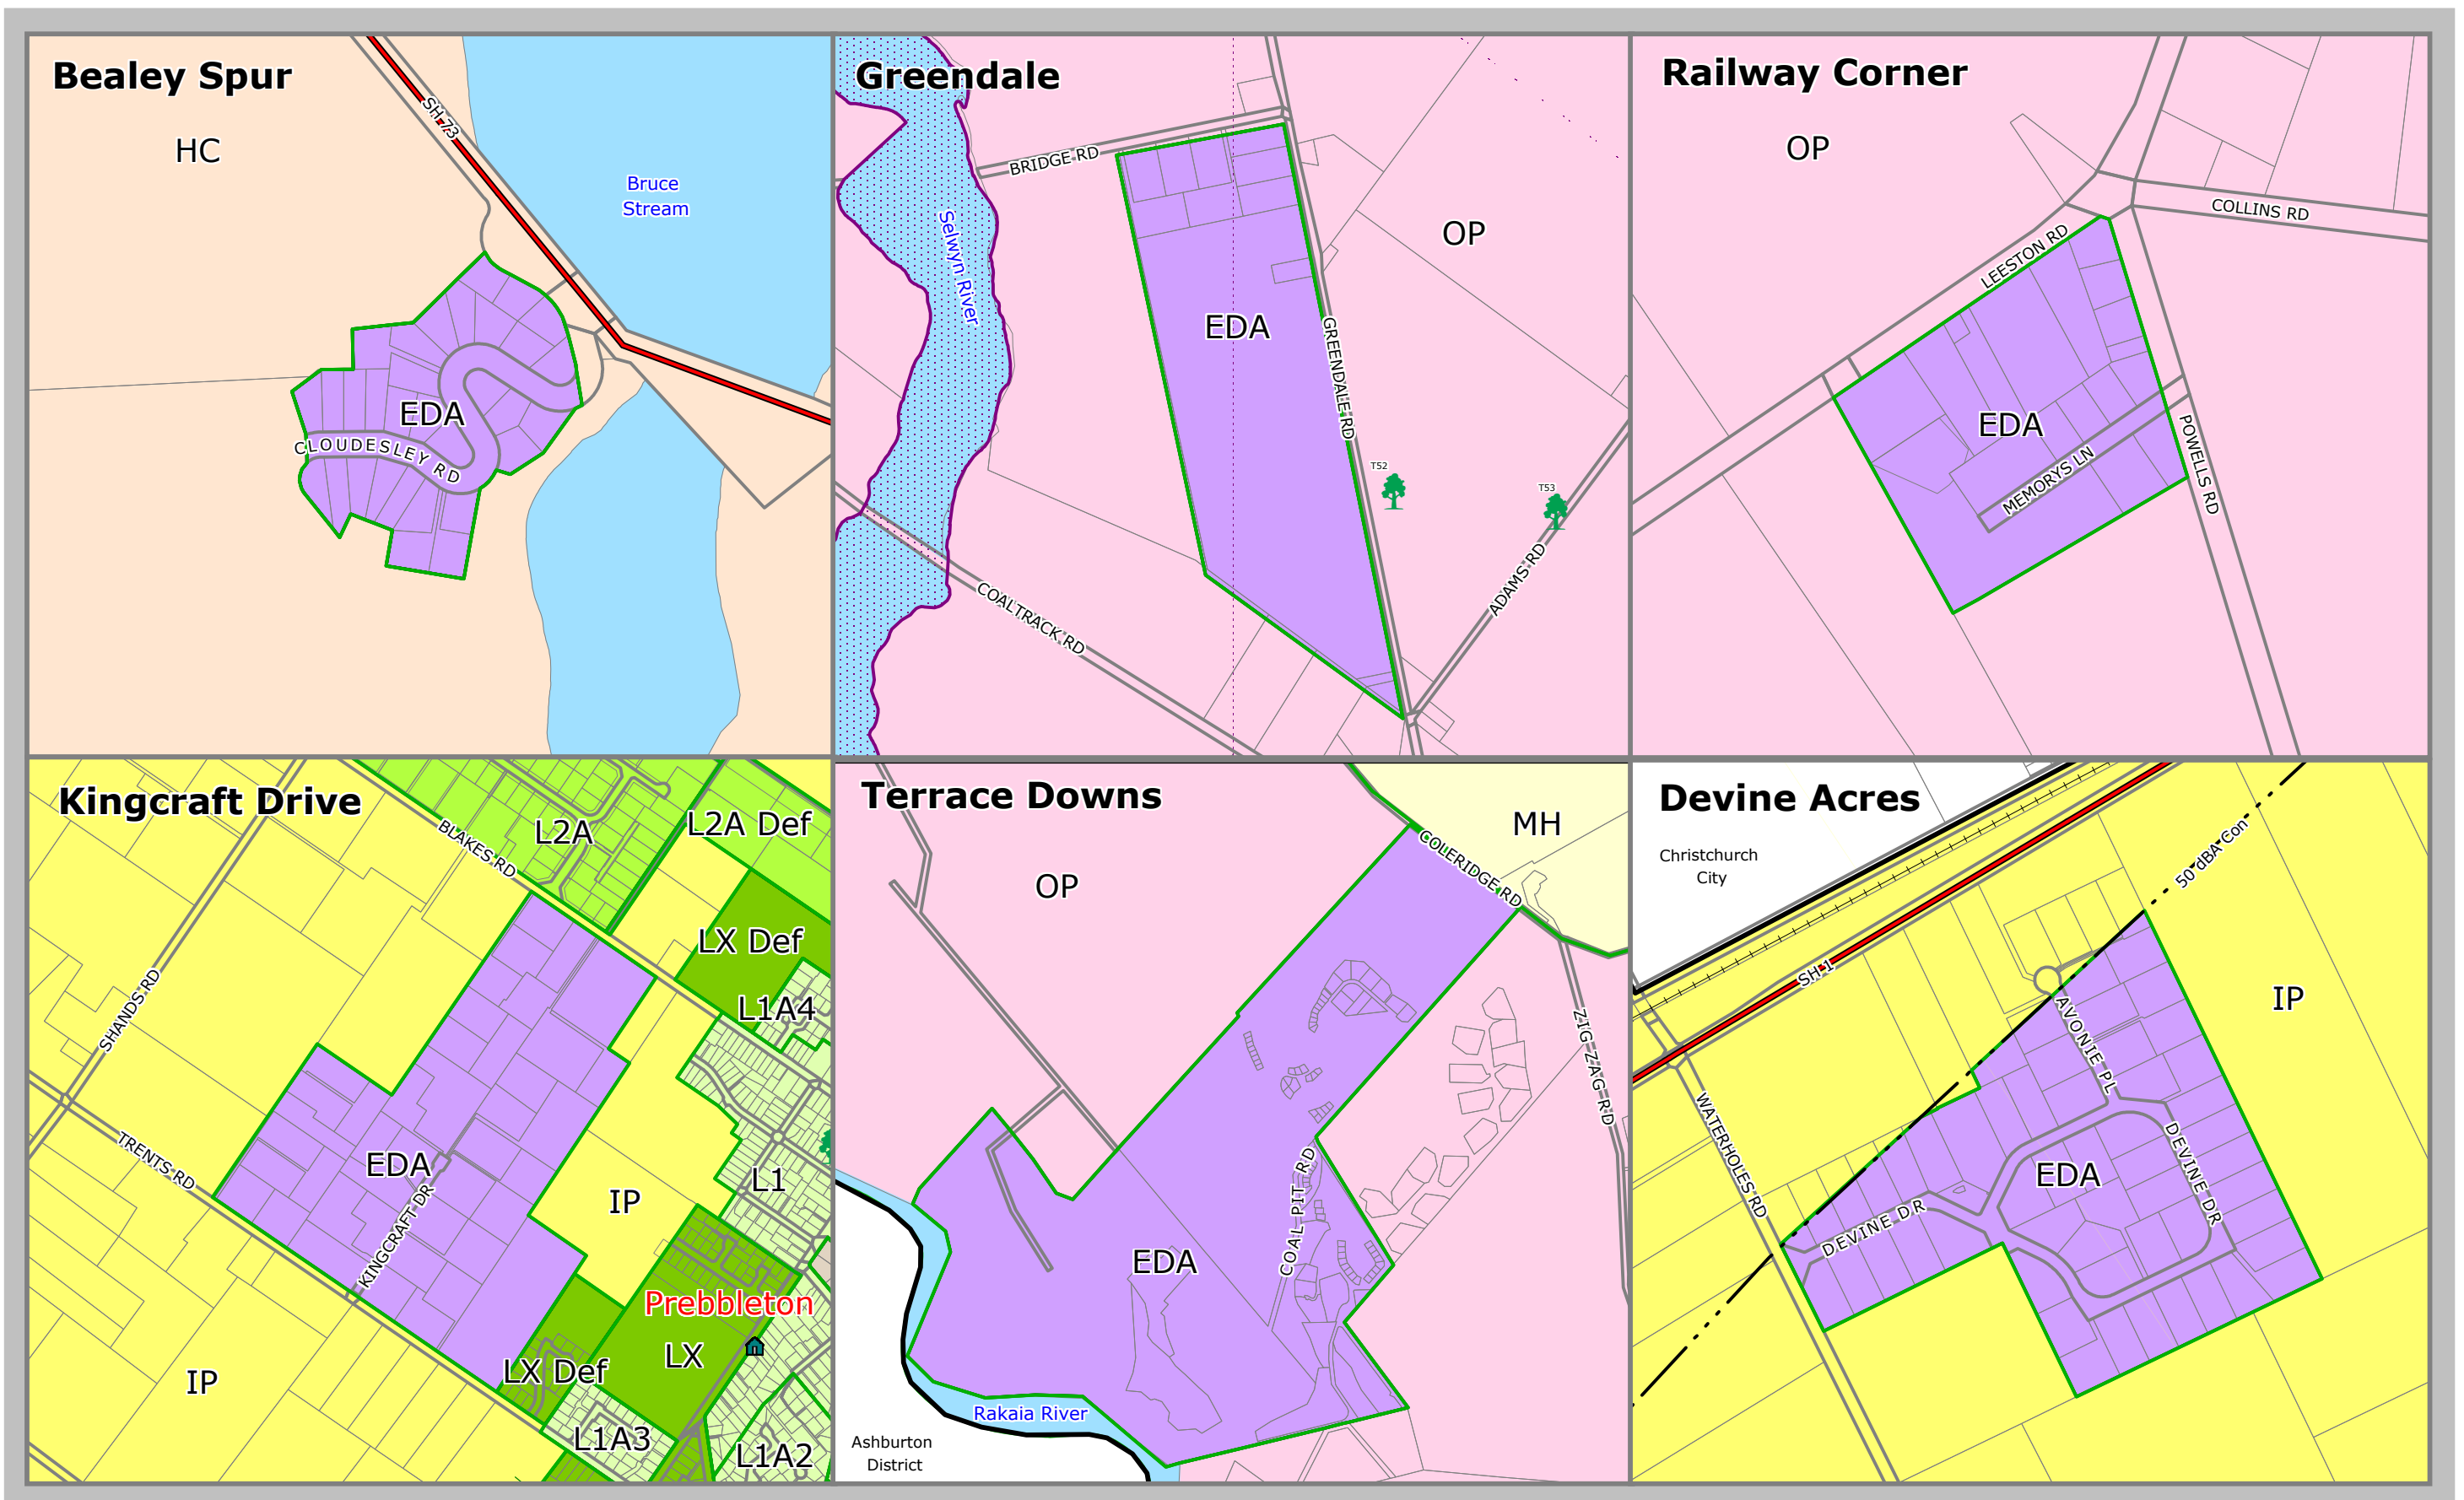 Bealey Spur
HC
SH 73
Bruce
Stream
EDA
CLOUDESLEY RD
Greendale
BRIDGE RD
Selwyn River
OP
EDA
GREENDALE RD
T52
T53
ADAMS RD
COALTRACK RD
Railway Corner
OP
COLLINS RD
LEESTON RD
EDA
MEMORYS LN
POWELLS RD
Kingcraft Drive
L2A
L2A Def
BLAKES RD
LX Def
SHANDS RD
L1A4
TRENTS RD
EDA
L1
IP
KINGCRAFT DR
Prebbleton
LX
LX Def
IP
L1A3
L1A2
Terrace Downs
MH
OP
COLERIDGE RD
ZIG ZAG RD
COAL PIT RD
EDA
Rakaia River
Ashburton
District
Devine Acres
Christchurch
City
50 dBA Con
SH 1
IP
AVONIE PL
WATERHOLES RD
EDA
DEVINE DR
DEVINE DR